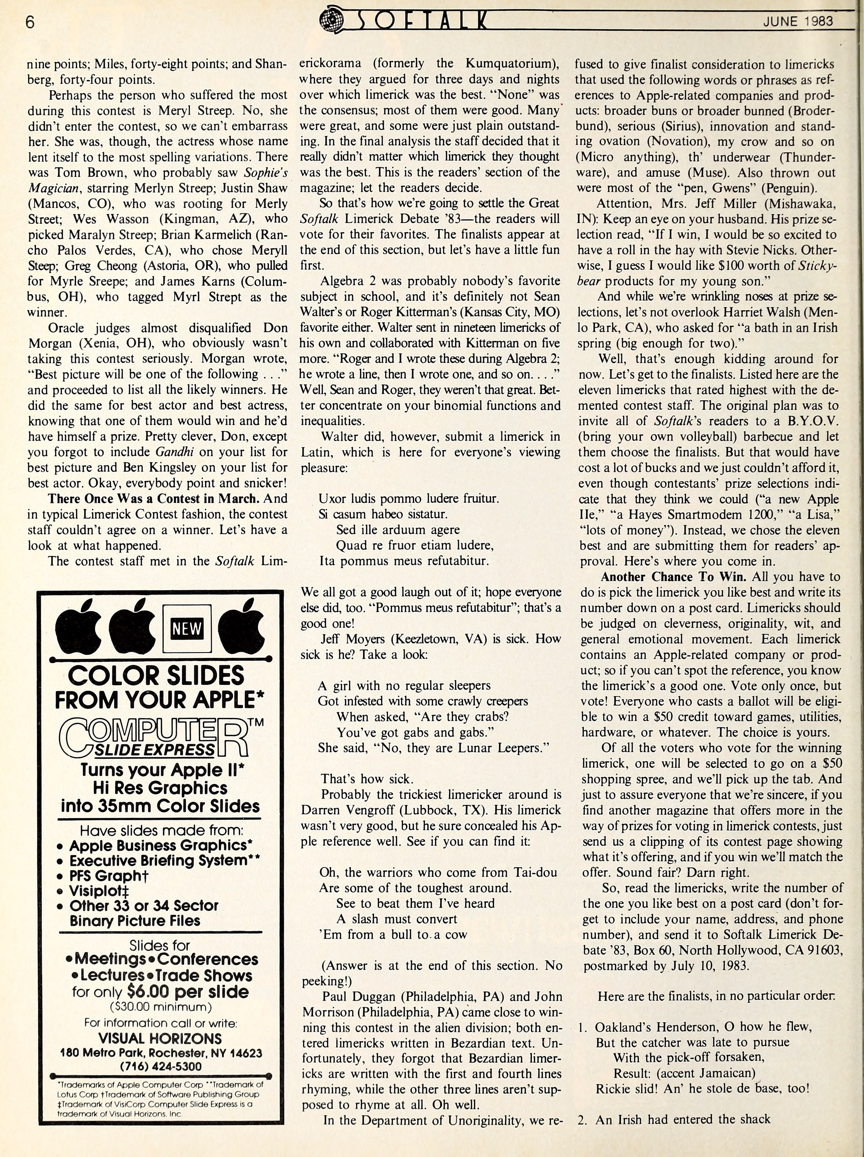 6
SOFTALK
JUNE 1983
nine points; Miles, forty-eight points; and Shan-
berg, forty-four points.
Perhaps the person who suffered the most
during this contest is Meryl Streep. No, she
didn't enter the contest, so we can't embarrass
her. She was, though, the actress whose name
lent itself to the most spelling variations. There
was Tom Brown, who probably saw Sophie's
Magician, starring Merlyn Streep; Justin Shaw
(Mancos, CO), who was rooting for Merly
Street; Wes Wasson (Kingman, AZ), who
picked Maralyn Streep; Brian Karmelich (Ran-
cho Palos Verdes, CA), who chose Meryll
Steep; Greg Cheong (Astoria, OR), who pulled
for Myrle Sreepe; and James Karns (Colum-
bus, OH), who tagged Myrl Strept as the
winner.
Oracle judges almost disqualified Don
Morgan (Xenia, OH), who obviously wasn't
taking this contest seriously. Morgan wrote,
"Best picture will be one of the following . . ."
and proceeded to list all the likely winners. He
did the same for best actor and best actress,
knowing that one of them would win and he'd
have himself a prize. Pretty clever, Don, except
you forgot to include Gandhi on your list for
best picture and Ben Kingsley on your list for
best actor. Okay, everybody point and snicker!
There Once Was a Contest in March. And
in typical Limerick Contest fashion, the contest
staff couldn't agree on a winner. Let's have a
look at what happened.
The contest staff met in the Softalk Lim-
NEW
COLOR SLIDES
FROM YOUR APPLE*
COMPUTER™
SLIDE EXPRESS
Turns your Apple II*
Hi Res Graphics
into 35mm Color Slides
Have slides made from:
• Apple Business Graphics*
• Executive Briefing System**
• PFS Graph†
• Visiplot‡
• Other 33 or 34 Sector
Binary Picture Files
Slides for
•Meetings•Conferences
•Lectures•Trade Shows
for only $6.00 per slide
($30.00 minimum)
For information call or write:
VISUAL HORIZONS
180 Metro Park, Rochester, NY 14623
(716) 424-5300
*Trademarks of Apple Computer Corp **Trademark of
Lotus Corp †Trademark of Software Publishing Group
‡Trademark of VisiCorp Computer Slide Express is a
trademark of Visual Horizons, Inc.
erickorama (formerly the Kumquatorium),
where they argued for three days and nights
over which limerick was the best. "None" was
the consensus; most of them were good. Many
were great, and some were just plain outstand-
ing. In the final analysis the staff decided that it
really didn't matter which limerick they thought
was the best. This is the readers' section of the
magazine; let the readers decide.
So that's how we're going to settle the Great
Softalk Limerick Debate '83—the readers will
vote for their favorites. The finalists appear at
the end of this section, but let's have a little fun
first.
Algebra 2 was probably nobody's favorite
subject in school, and it's definitely not Sean
Walter's or Roger Kitterman's (Kansas City, MO)
favorite either. Walter sent in nineteen limericks of
his own and collaborated with Kitterman on five
more. "Roger and I wrote these during Algebra 2;
he wrote a line, then I wrote one, and so on. . . ."
Well, Sean and Roger, they weren't that great. Bet-
ter concentrate on your binomial functions and
inequalities.
Walter did, however, submit a limerick in
Latin, which is here for everyone's viewing
pleasure:
Uxor ludis pommo ludere fruitur.
Si casum habeo sistatur.
Sed ille arduum agere
Quad re fruor etiam ludere,
Ita pommus meus refutabitur.
We all got a good laugh out of it; hope everyone
else did, too. "Pommus meus refutabitur"; that's a
good one!
Jeff Moyers (Keezletown, VA) is sick. How
sick is he? Take a look:
A girl with no regular sleepers
Got infested with some crawly creepers
When asked, "Are they crabs?
You've got gabs and gabs."
She said, "No, they are Lunar Leepers."
That's how sick.
Probably the trickiest limericker around is
Darren Vengroff (Lubbock, TX). His limerick
wasn't very good, but he sure concealed his Ap-
ple reference well. See if you can find it:
Oh, the warriors who come from Tai-dou
Are some of the toughest around.
See to beat them I've heard
A slash must convert
'Em from a bull to a cow
(Answer is at the end of this section. No
peeking!)
Paul Duggan (Philadelphia, PA) and John
Morrison (Philadelphia, PA) came close to win-
ning this contest in the alien division; both en-
tered limericks written in Bezardian text. Un-
fortunately, they forgot that Bezardian limer-
icks are written with the first and fourth lines
rhyming, while the other three lines aren't sup-
posed to rhyme at all. Oh well.
In the Department of Unoriginality, we re-
fused to give finalist consideration to limericks
that used the following words or phrases as ref-
erences to Apple-related companies and prod-
ucts: broader buns or broader bunned (Broder-
bund), serious (Sirius), innovation and stand-
ing ovation (Novation), my crow and so on
(Micro anything), th' underwear (Thunder-
ware), and amuse (Muse). Also thrown out
were most of the "pen, Gwens" (Penguin).
Attention, Mrs. Jeff Miller (Mishawaka,
IN): Keep an eye on your husband. His prize se-
lection read, "If I win, I would be so excited to
have a roll in the hay with Stevie Nicks. Other-
wise, I guess I would like $100 worth of Sticky-
bear products for my young son."
And while we're wrinkling noses at prize se-
lections, let's not overlook Harriet Walsh (Men-
lo Park, CA), who asked for "a bath in an Irish
spring (big enough for two)."
Well, that's enough kidding around for
now. Let's get to the finalists. Listed here are the
eleven limericks that rated highest with the de-
mented contest staff. The original plan was to
invite all of Softalk's readers to a B.Y.O.V.
(bring your own volleyball) barbecue and let
them choose the finalists. But that would have
cost a lot of bucks and we just couldn't afford it,
even though contestants' prize selections indi-
cate that they think we could ("a new Apple
IIe," "a Hayes Smartmodem 1200," "a Lisa,"
"lots of money"). Instead, we chose the eleven
best and are submitting them for readers' ap-
proval. Here's where you come in.
Another Chance To Win. All you have to
do is pick the limerick you like best and write its
number down on a post card. Limericks should
be judged on cleverness, originality, wit, and
general emotional movement. Each limerick
contains an Apple-related company or prod-
uct; so if you can't spot the reference, you know
the limerick's a good one. Vote only once, but
vote! Everyone who casts a ballot will be eligi-
ble to win a $50 credit toward games, utilities,
hardware, or whatever. The choice is yours.
Of all the voters who vote for the winning
limerick, one will be selected to go on a $50
shopping spree, and we'll pick up the tab. And
just to assure everyone that we're sincere, if you
find another magazine that offers more in the
way of prizes for voting in limerick contests, just
send us a clipping of its contest page showing
what it's offering, and if you win we'll match the
offer. Sound fair? Darn right.
So, read the limericks, write the number of
the one you like best on a post card (don't for-
get to include your name, address, and phone
number), and send it to Softalk Limerick De-
bate '83, Box 60, North Hollywood, CA 91603,
postmarked by July 10, 1983.
Here are the finalists, in no particular order:
1. Oakland's Henderson, O how he flew,
But the catcher was late to pursue
With the pick-off forsaken,
Result: (accent Jamaican)
Rickie slid! An' he stole de base, too!
2. An Irish had entered the shack